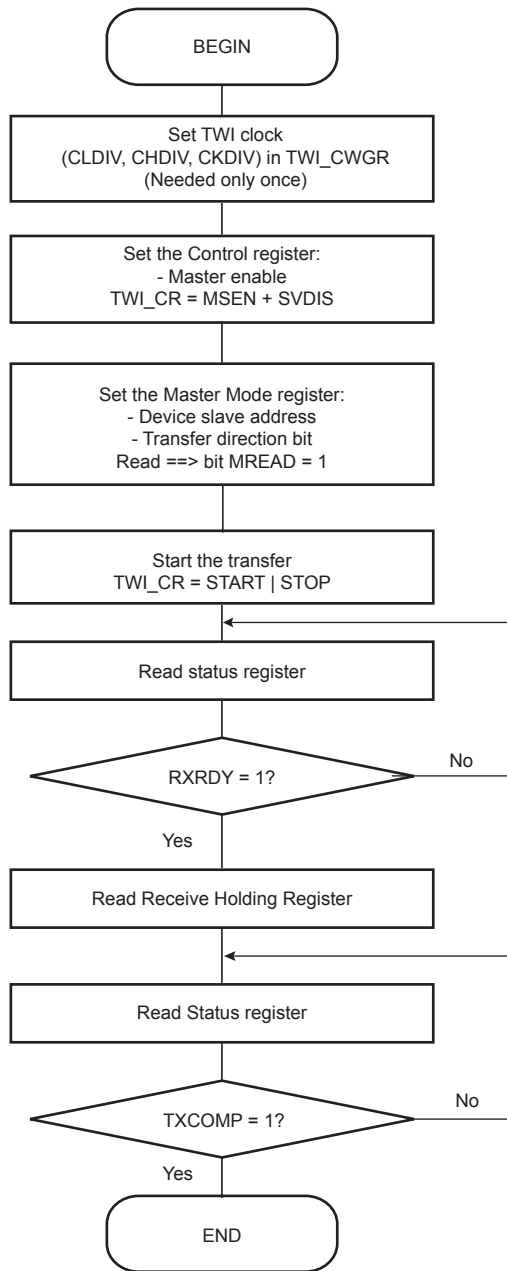 BEGIN
Set TWI clock
(CLDIV, CHDIV, CKDIV) in TWI_CWGR
(Needed only once)
Set the Control register:
- Master enable
TWI_CR = MSEN + SVDIS
Set the Master Mode register:
- Device slave address
- Transfer direction bit
Read ==> bit MREAD = 1
Start the transfer
TWI_CR = START | STOP
Read status register
RXRDY = 1?
No
Yes
Read Receive Holding Register
Read Status register
TXCOMP = 1?
No
Yes
END